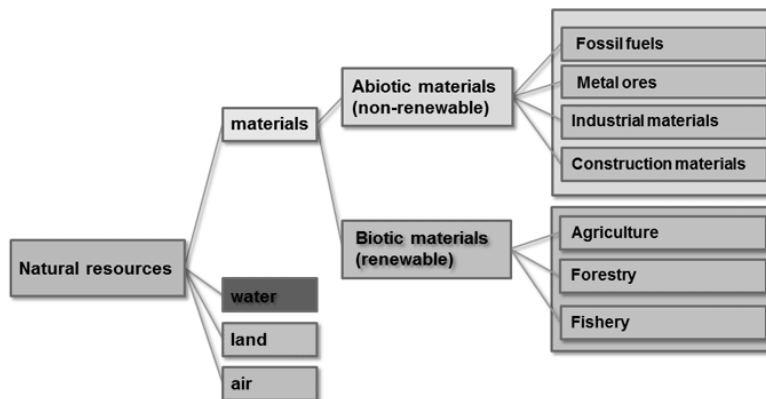 Natural resources
materials
water
land
air
Abiotic materials
(non-renewable)
Biotic materials
(renewable)
Fossil fuels
Metal ores
Industrial materials
Construction materials
Agriculture
Forestry
Fishery